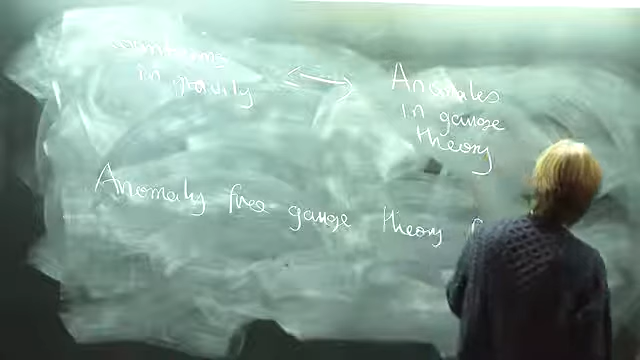 in gravity
Anomalies
in gauge
theory
Anomaly free gauge theory